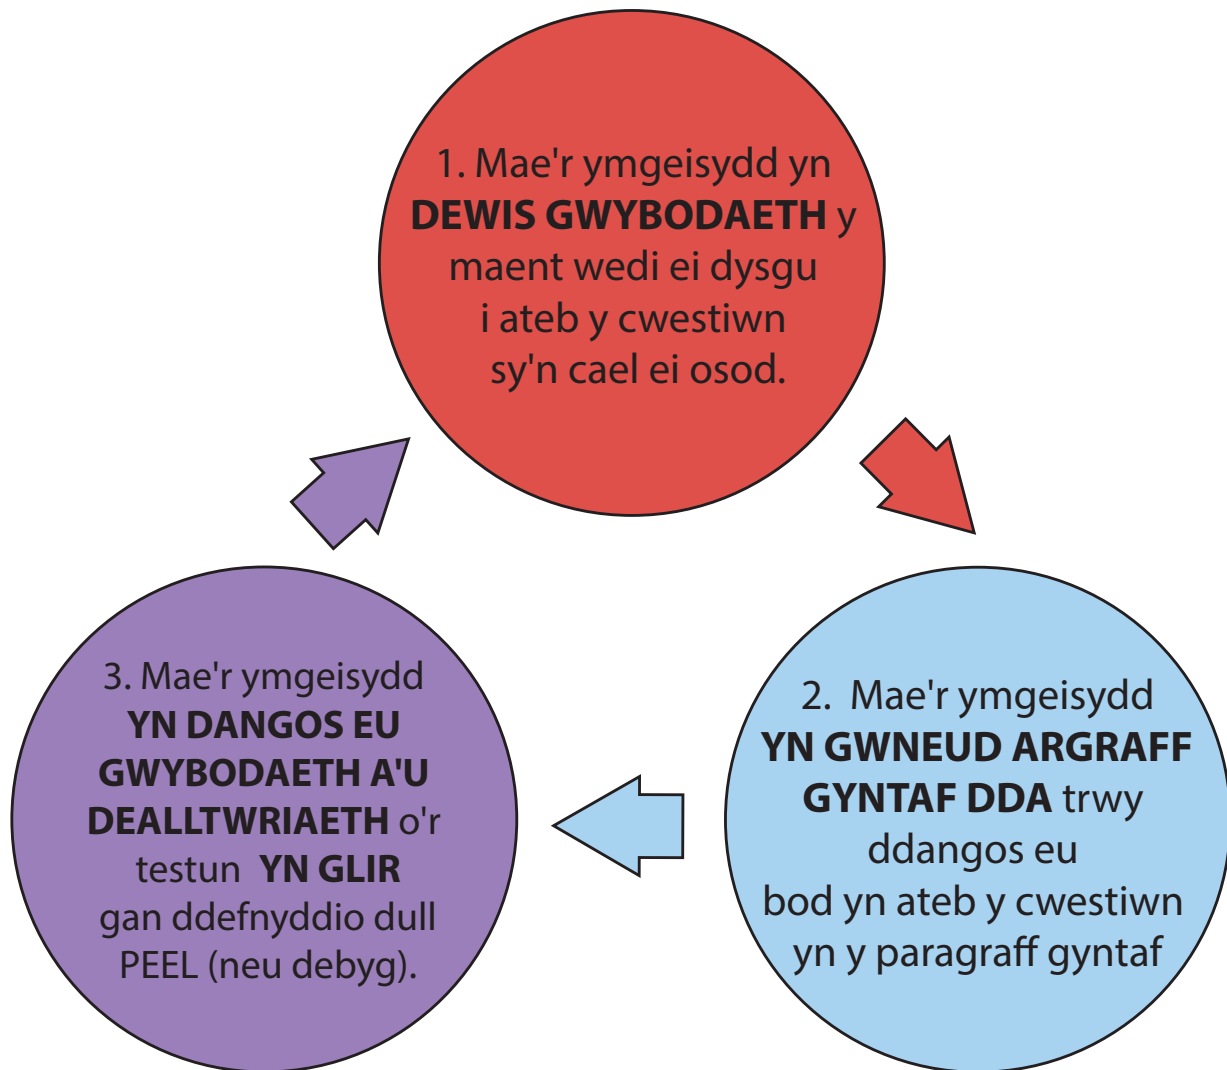 1. Mae'r ymgeisydd yn
DEWIS GWYBODAETH y
maent wedi ei dysgu
i ateb y cwestiwn
sy'n cael ei osod.
2. Mae'r ymgeisydd
YN GWNEUD ARGRAFF
GYNTAF DDA trwy
ddangos eu
bod yn ateb y cwestiwn
yn y paragraff gyntaf
3. Mae'r ymgeisydd
YN DANGOS EU
GWYBODAETH A'U
DEALLTWRIAETH o'r
testun YN GLIR
gan ddefnyddio dull
PEEL (neu debyg).